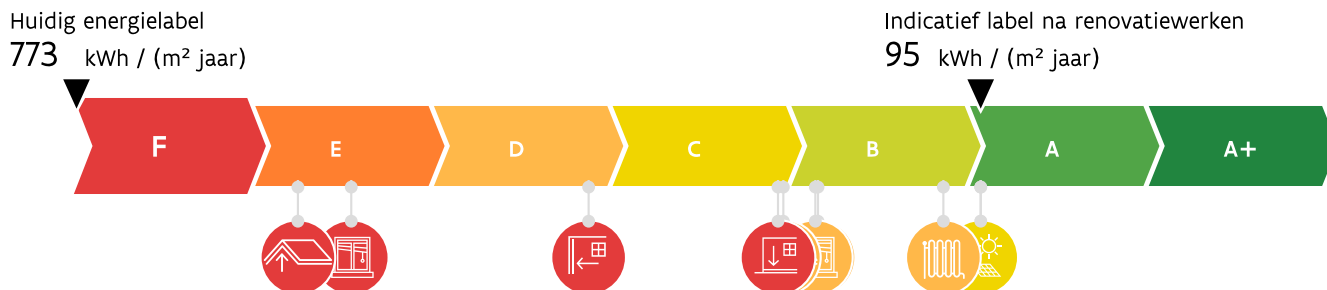 Huidig energielabel
773 kWh / (m² jaar)
Indicatief label na renovatiewerken
95 kWh / (m² jaar)
F E D C B A A+